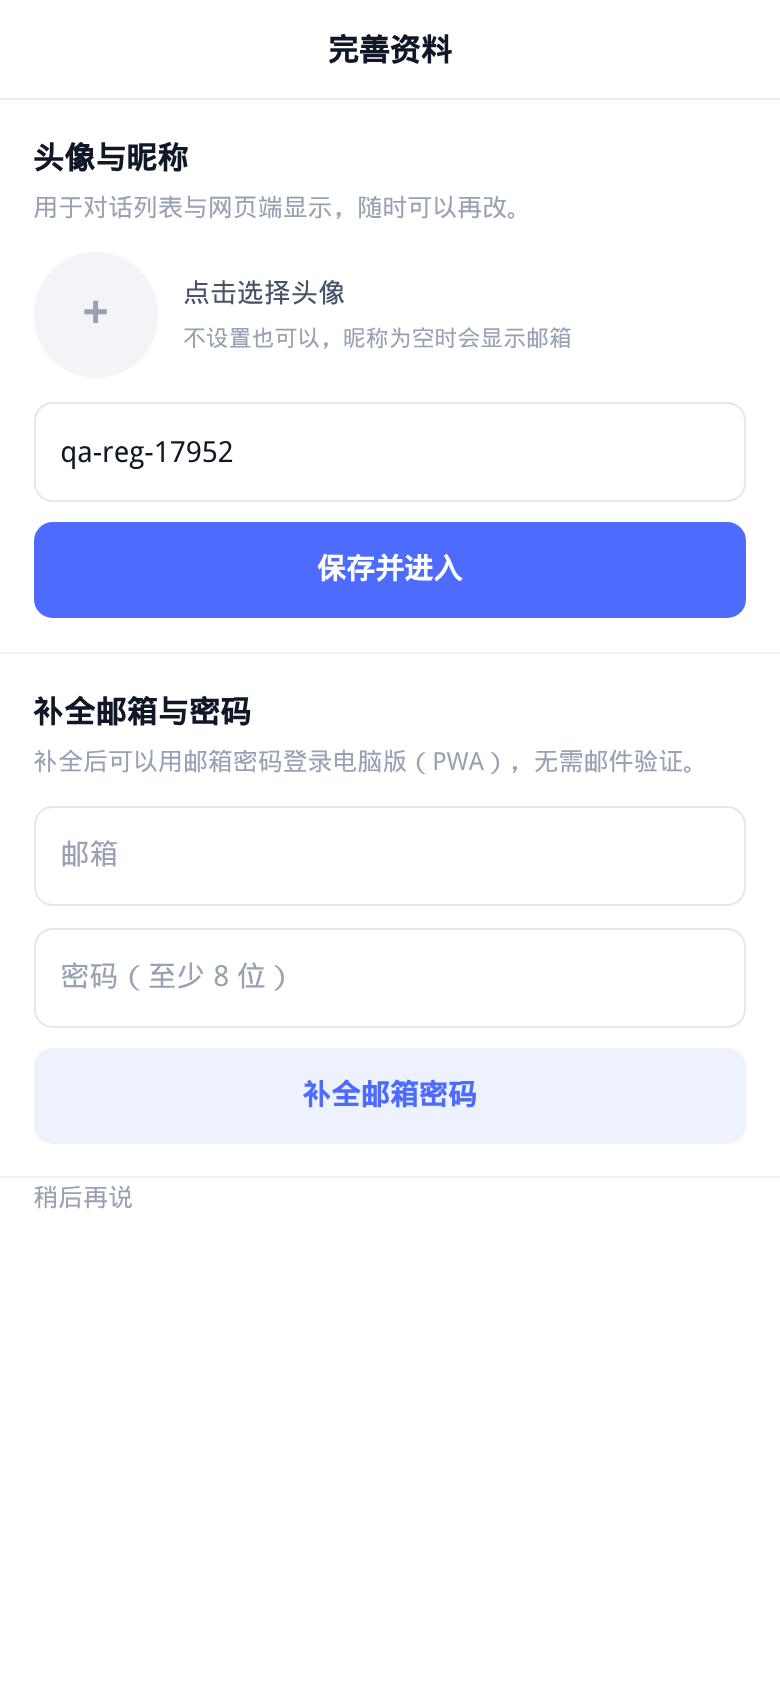 完善资料
头像与昵称
用于对话列表与网页端显示，随时可以再改。
+
点击选择头像
不设置也可以，昵称为空时会显示邮箱
qa-reg-17952
保存并进入
补全邮箱与密码
补全后可以用邮箱密码登录电脑版（PWA），无需邮件验证。
邮箱
密码（至少 8 位）
补全邮箱密码
稍后再说